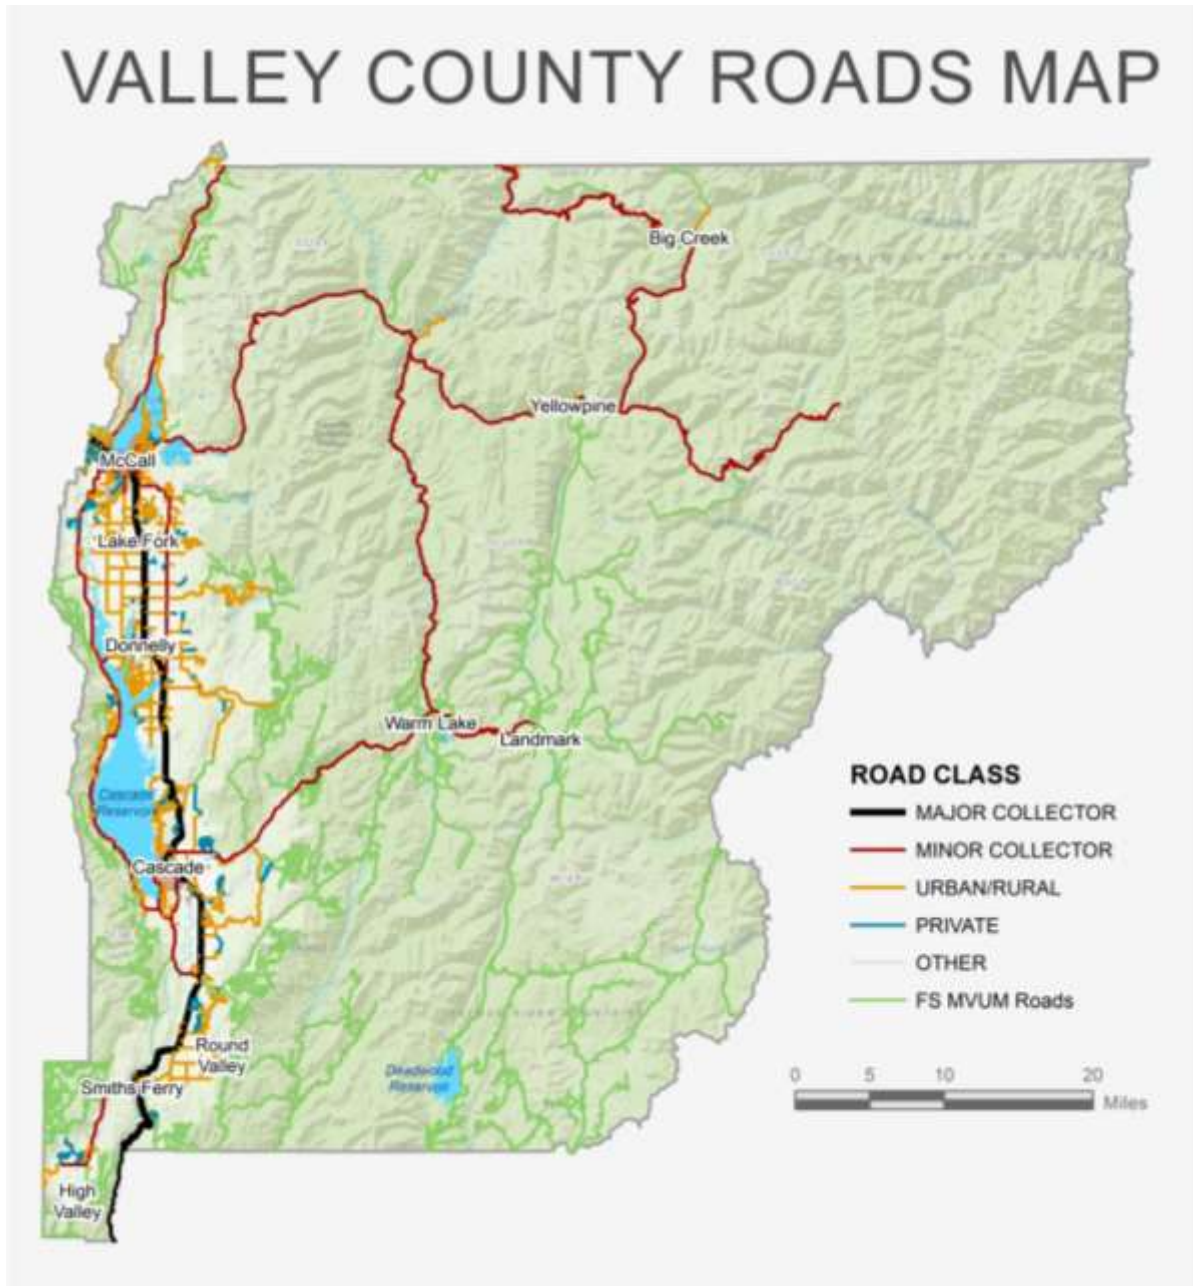 VALLEY COUNTY ROADS MAP
Big Creek
Yellowpine
McCall
Lake Fork
Donnelly
Warm Lake
Landmark
Cascade
Reservoir
Cascade
Round
Valley
Deadwood
Reservoir
Smiths Ferry
High
Valley
ROAD CLASS
MAJOR COLLECTOR
MINOR COLLECTOR
URBAN/RURAL
PRIVATE
OTHER
FS MVUM Roads
0 5 10 20
Miles